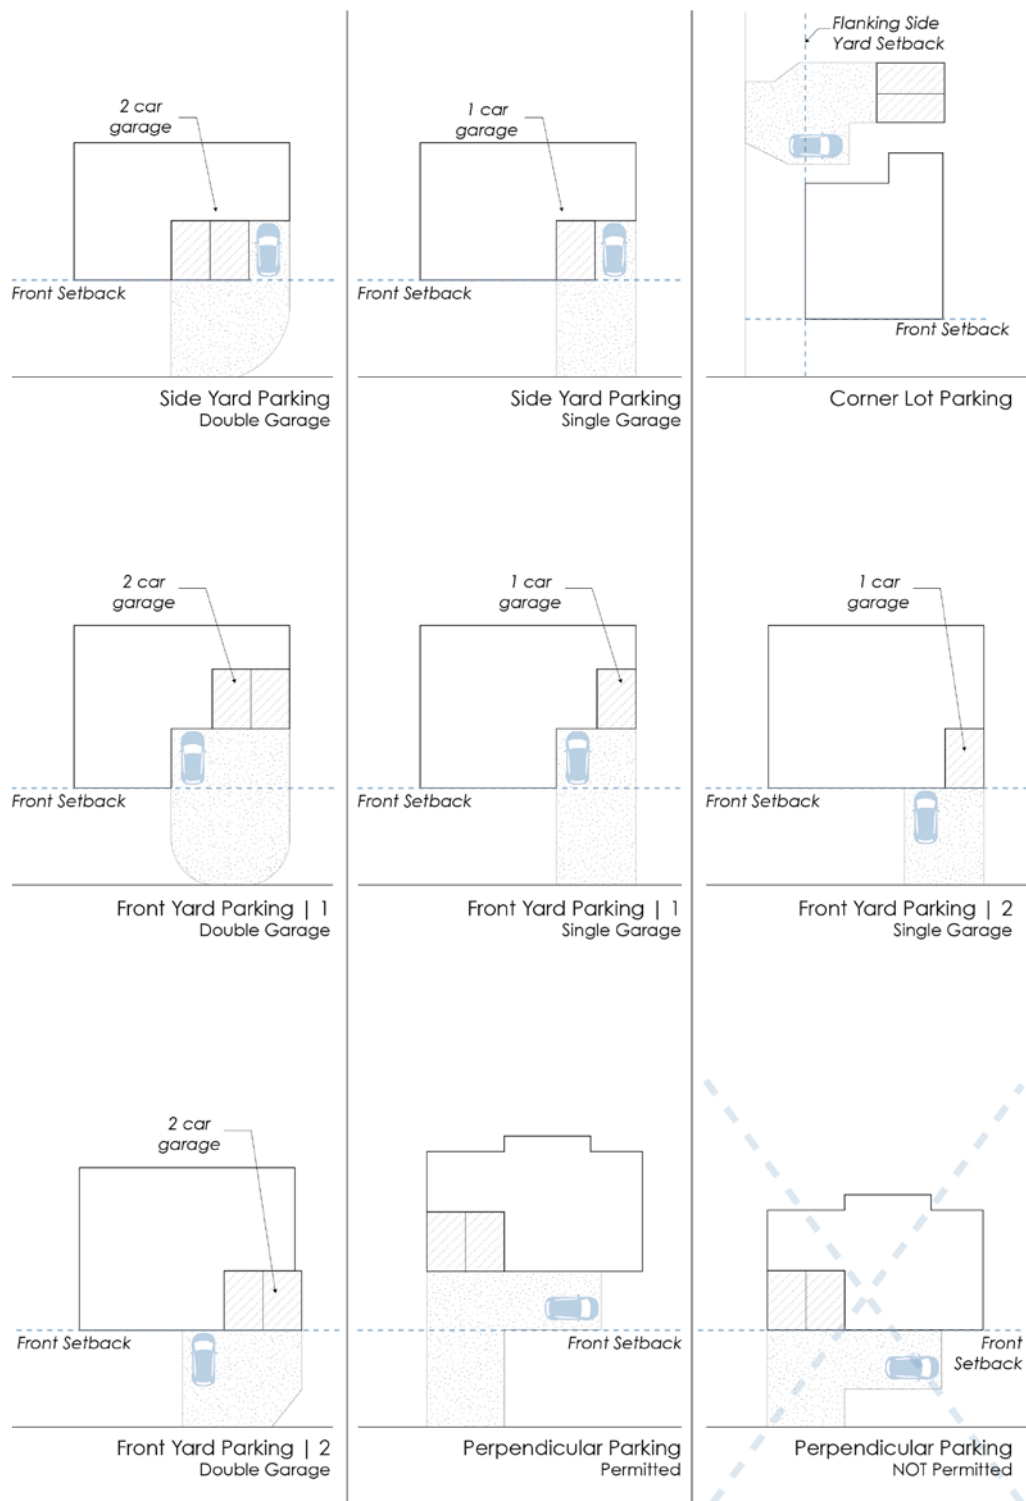 2 car
garage
Front Setback
Side Yard Parking
Double Garage
1 car
garage
Front Setback
Side Yard Parking
Single Garage
Flanking Side
Yard Setback
Front Setback
Corner Lot Parking
2 car
garage
Front Setback
Front Yard Parking | 1
Double Garage
1 car
garage
Front Setback
Front Yard Parking | 1
Single Garage
1 car
garage
Front Setback
Front Yard Parking | 2
Single Garage
2 car
garage
Front Setback
Front Yard Parking | 2
Double Garage
Front Setback
Perpendicular Parking
Permitted
Front
Setback
Perpendicular Parking
NOT Permitted